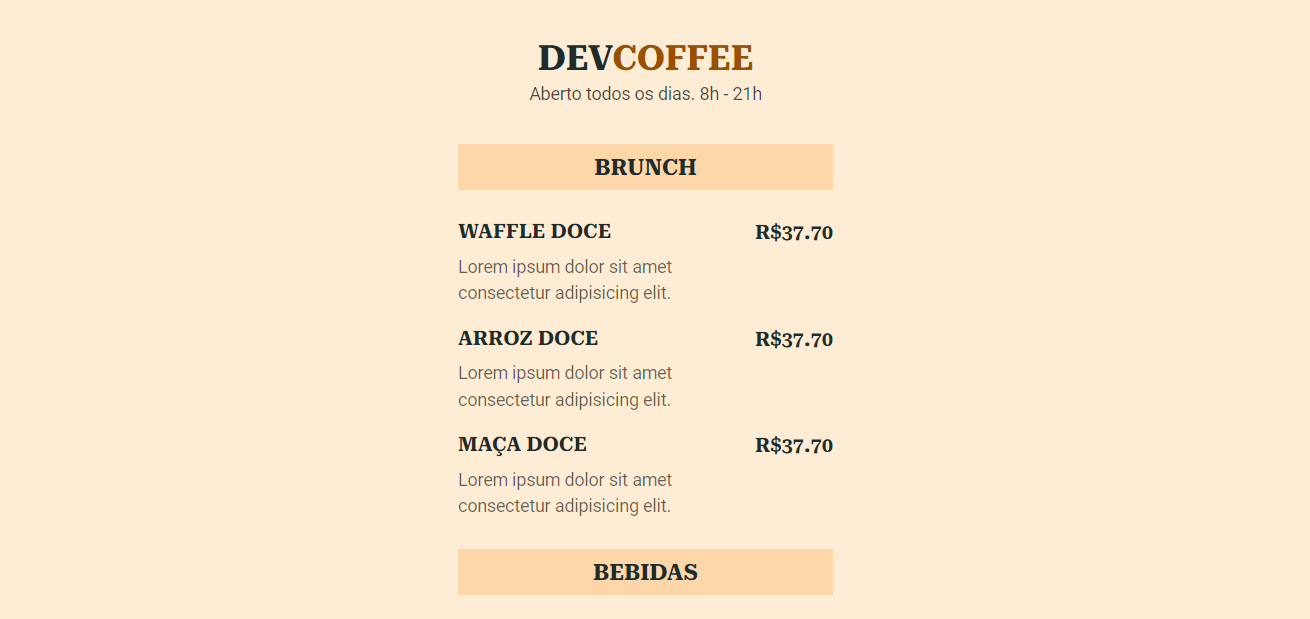 DEVCOFFEE
Aberto todos os dias. 8h - 21h
BRUNCH
WAFFLE DOCE R$37.70
Lorem ipsum dolor sit amet
consectetur adipisicing elit.
ARROZ DOCE R$37.70
Lorem ipsum dolor sit amet
consectetur adipisicing elit.
MAÇA DOCE R$37.70
Lorem ipsum dolor sit amet
consectetur adipisicing elit.
BEBIDAS